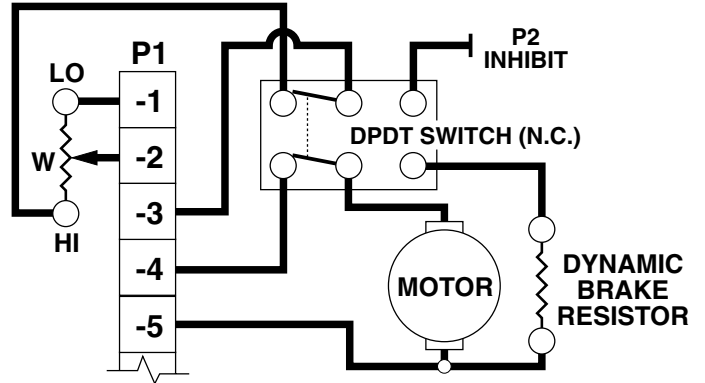 P1
P2
INHIBIT
LO
-1
DPDT SWITCH (N.C.)
W
-2
-3
HI
-4
MOTOR
DYNAMIC
BRAKE
RESISTOR
-5